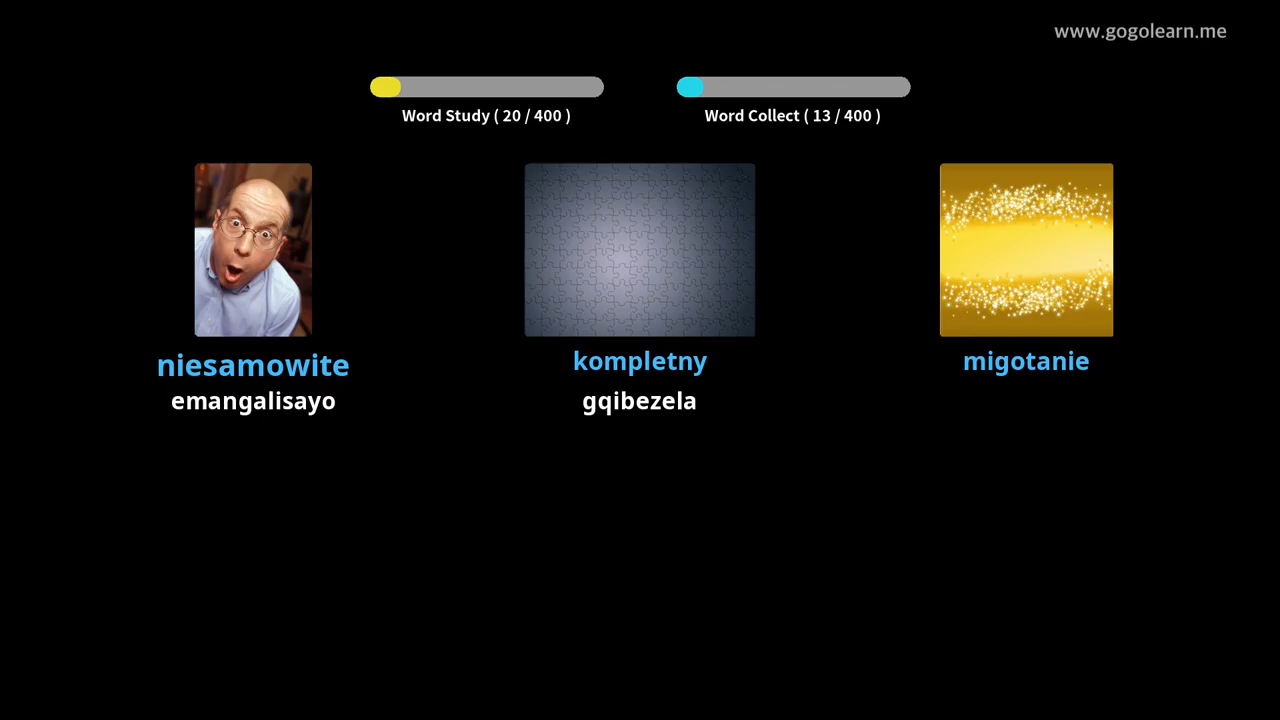 www.gogolearn.me
Word Study ( 20 / 400 )
Word Collect ( 13 / 400 )
niesamowite
emangalisayo
kompletny
gqibezela
migotanie